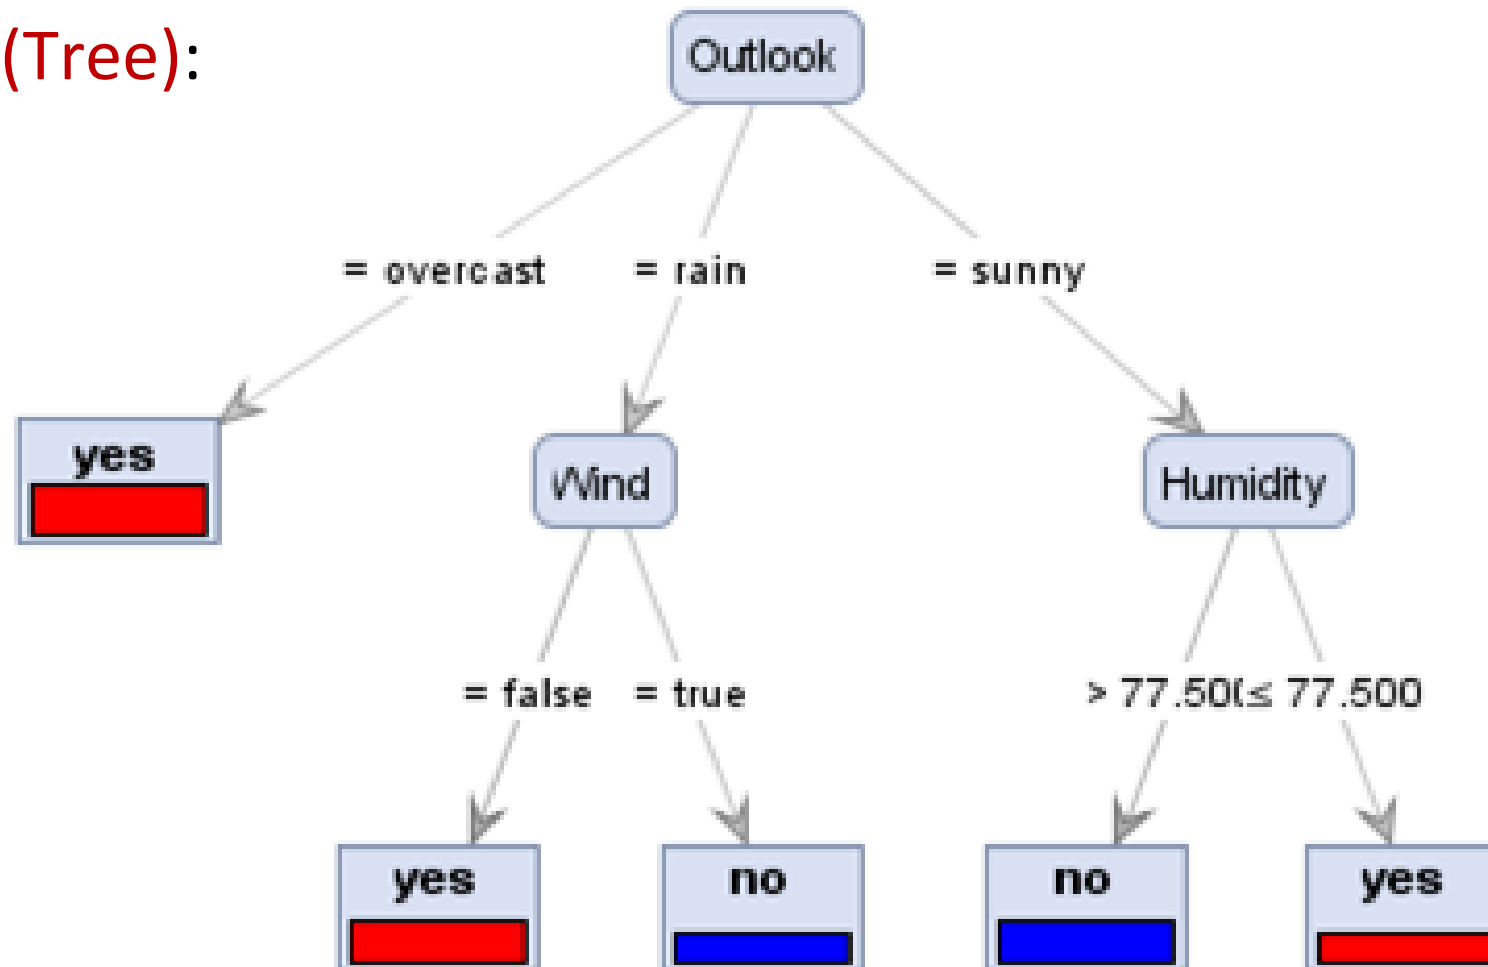 (Tree):
Outlook
= overcast
= rain
= sunny
yes
Wind
Humidity
= false
= true
> 77.50(
≤ 77.500
yes
no
no
yes